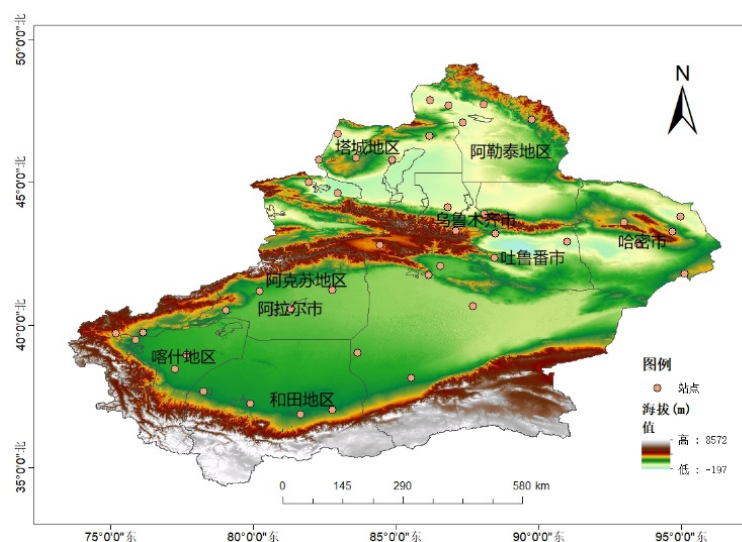 50°0'0"北
45°0'0"北
40°0'0"北
35°0'0"北
N
塔城地区
阿勒泰地区
乌鲁木齐市
吐鲁番市
哈密市
阿克苏地区
阿拉尔市
喀什地区
和田地区
图例
站点
海拔(m)
值
高 : 8572
低 : -197
0 145 290 580 km
75°0'0"东 80°0'0"东 85°0'0"东 90°0'0"东 95°0'0"东